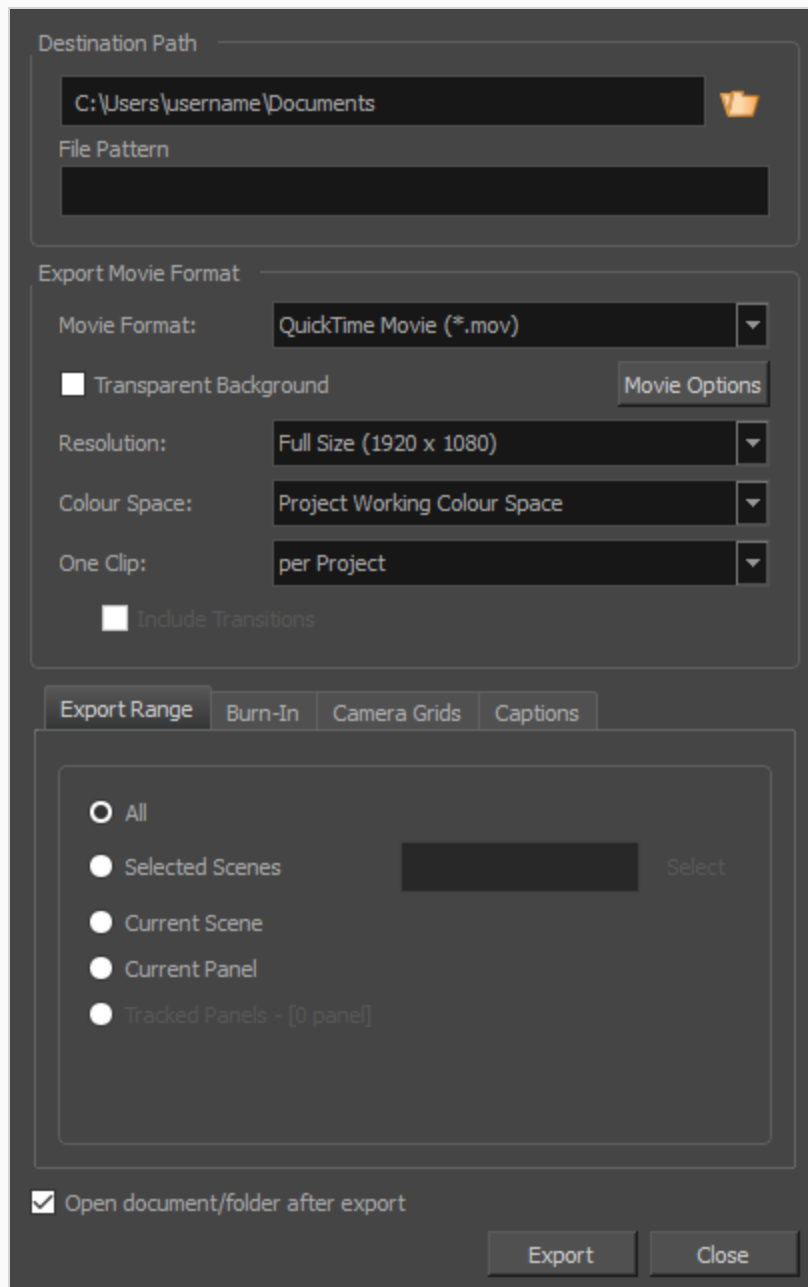 Destination Path
C:\Users\username\Documents
File Pattern
Export Movie Format
Movie Format: QuickTime Movie (*.mov)
Transparent Background Movie Options
Resolution: Full Size (1920 x 1080)
Colour Space: Project Working Colour Space
One Clip: per Project
Include Transitions
Export Range Burn-In Camera Grids Captions
All
Selected Scenes Select
Current Scene
Current Panel
Tracked Panels - [0 panel]
Open document/folder after export
Export Close